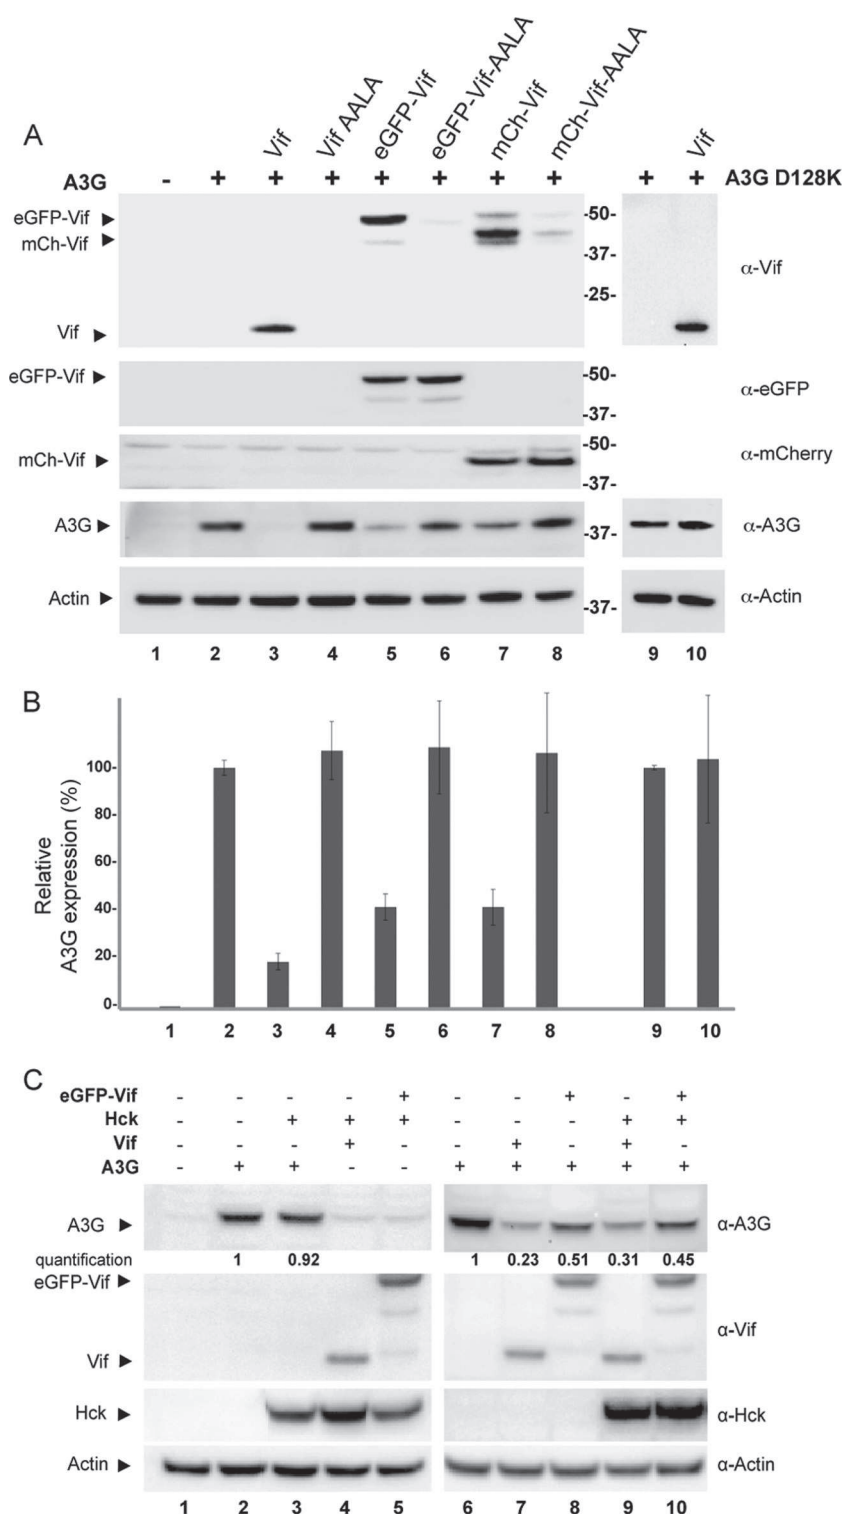 A
Vif
Vif AALA
eGFP-Vif
eGFP-Vif-AALA
mCh-Vif
mCh-Vif-AALA
Vif
A3G - + + + + + + + + + A3G D128K
eGFP-Vif ► -50-
mCh-Vif ► -37-
-25- α-Vif
Vif ►
eGFP-Vif ► -50- α-eGFP
-37-
mCh-Vif ► -50- α-mCherry
-37-
A3G ► -37- α-A3G
Actin ► -37- α-Actin
1 2 3 4 5 6 7 8 9 10
B
Relative
A3G expression (%)
100-
80-
60-
40-
20-
0-
1 2 3 4 5 6 7 8 9 10
C
eGFP-Vif - - - - + - - + - +
Hck - - + + + - - - + +
Vif - - - + - - + - + -
A3G - + + - - + + + + +
A3G ► α-A3G
quantification 1 0.92 1 0.23 0.51 0.31 0.45
eGFP-Vif ► α-Vif
Vif ►
Hck ► α-Hck
Actin ► α-Actin
1 2 3 4 5 6 7 8 9 10